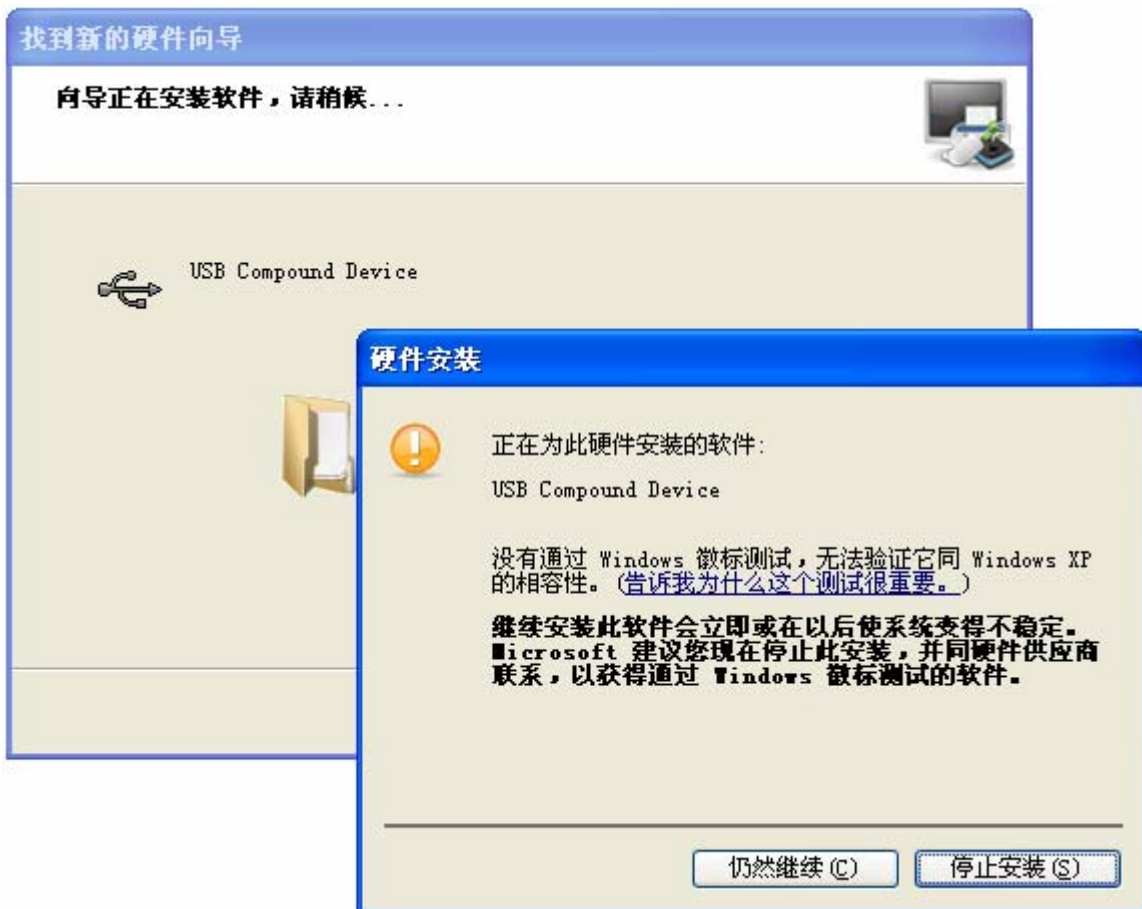 找到新的硬件向导
向导正在安装软件，请稍候...
USB Compound Device
硬件安装
正在为此硬件安装的软件:
USB Compound Device
没有通过 Windows 徽标测试，无法验证它同 Windows XP
的相容性。(告诉我为什么这个测试很重要。)
继续安装此软件会立即或在以后使系统变得不稳定。
Microsoft 建议您现在停止此安装，并同硬件供应商
联系，以获得通过 Windows 徽标测试的软件。
仍然继续(C)
停止安装(S)